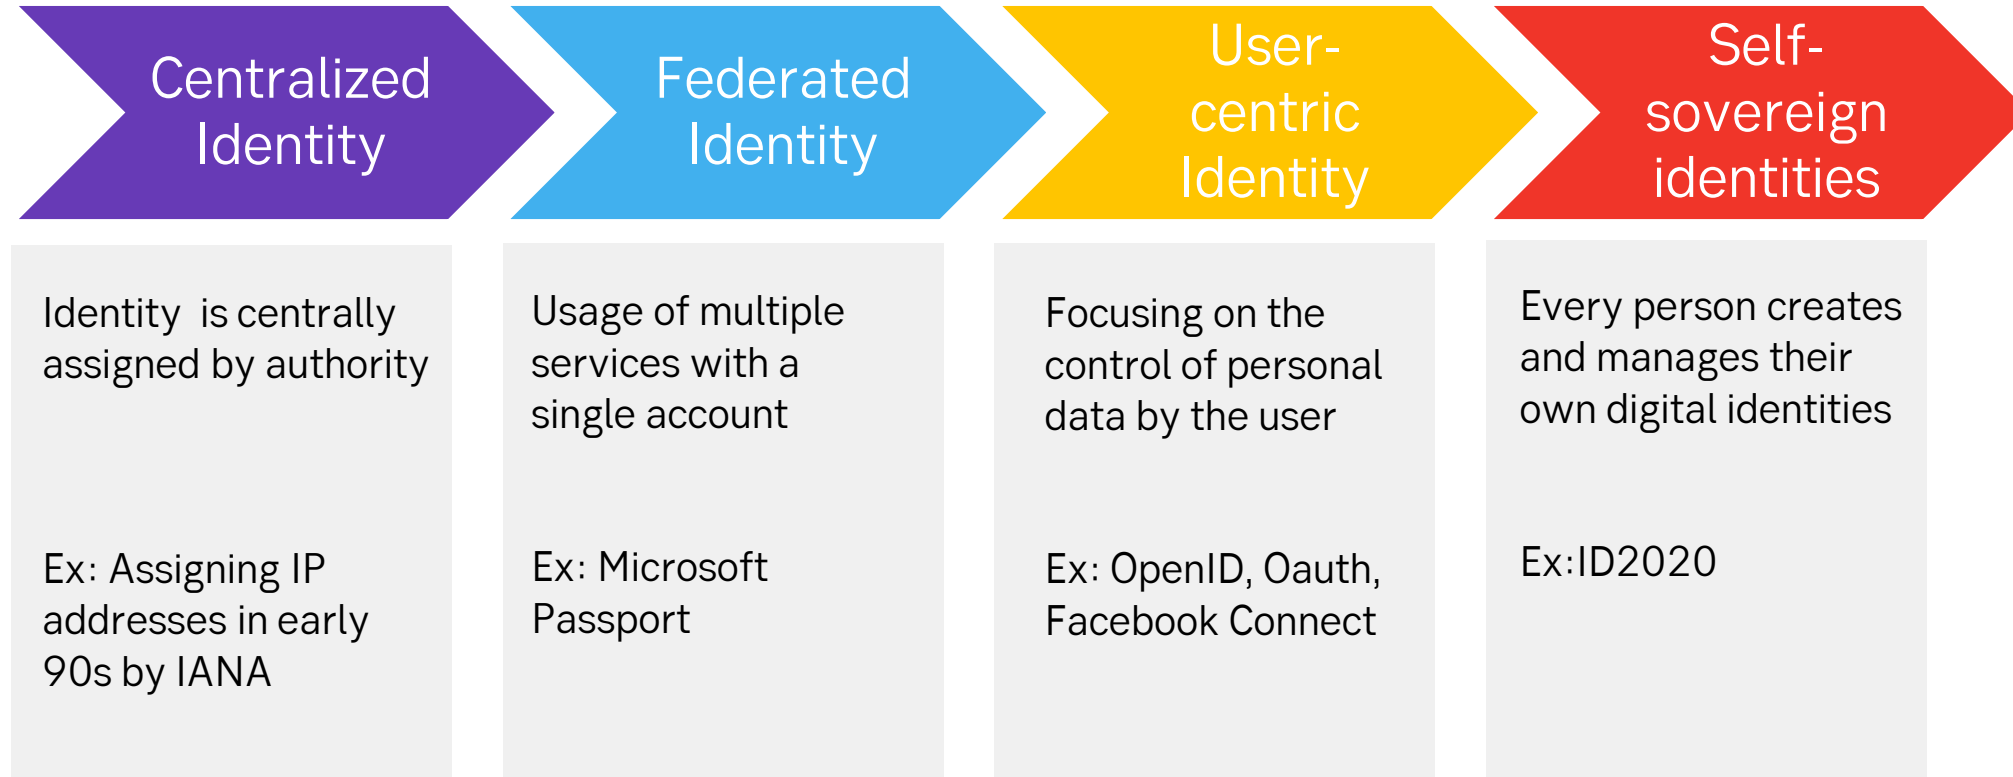 Centralized
Identity
Federated
Identity
User-
centric
Identity
Self-
sovereign
identities
Identity  is centrally
assigned by authority
Ex: Assigning IP
addresses in early
90s by IANA
Usage of multiple
services with a
single account
Ex: Microsoft
Passport
Focusing on the
control of personal
data by the user
Ex: OpenID, Oauth,
Facebook Connect
Every person creates
and manages their
own digital identities
Ex:ID2020